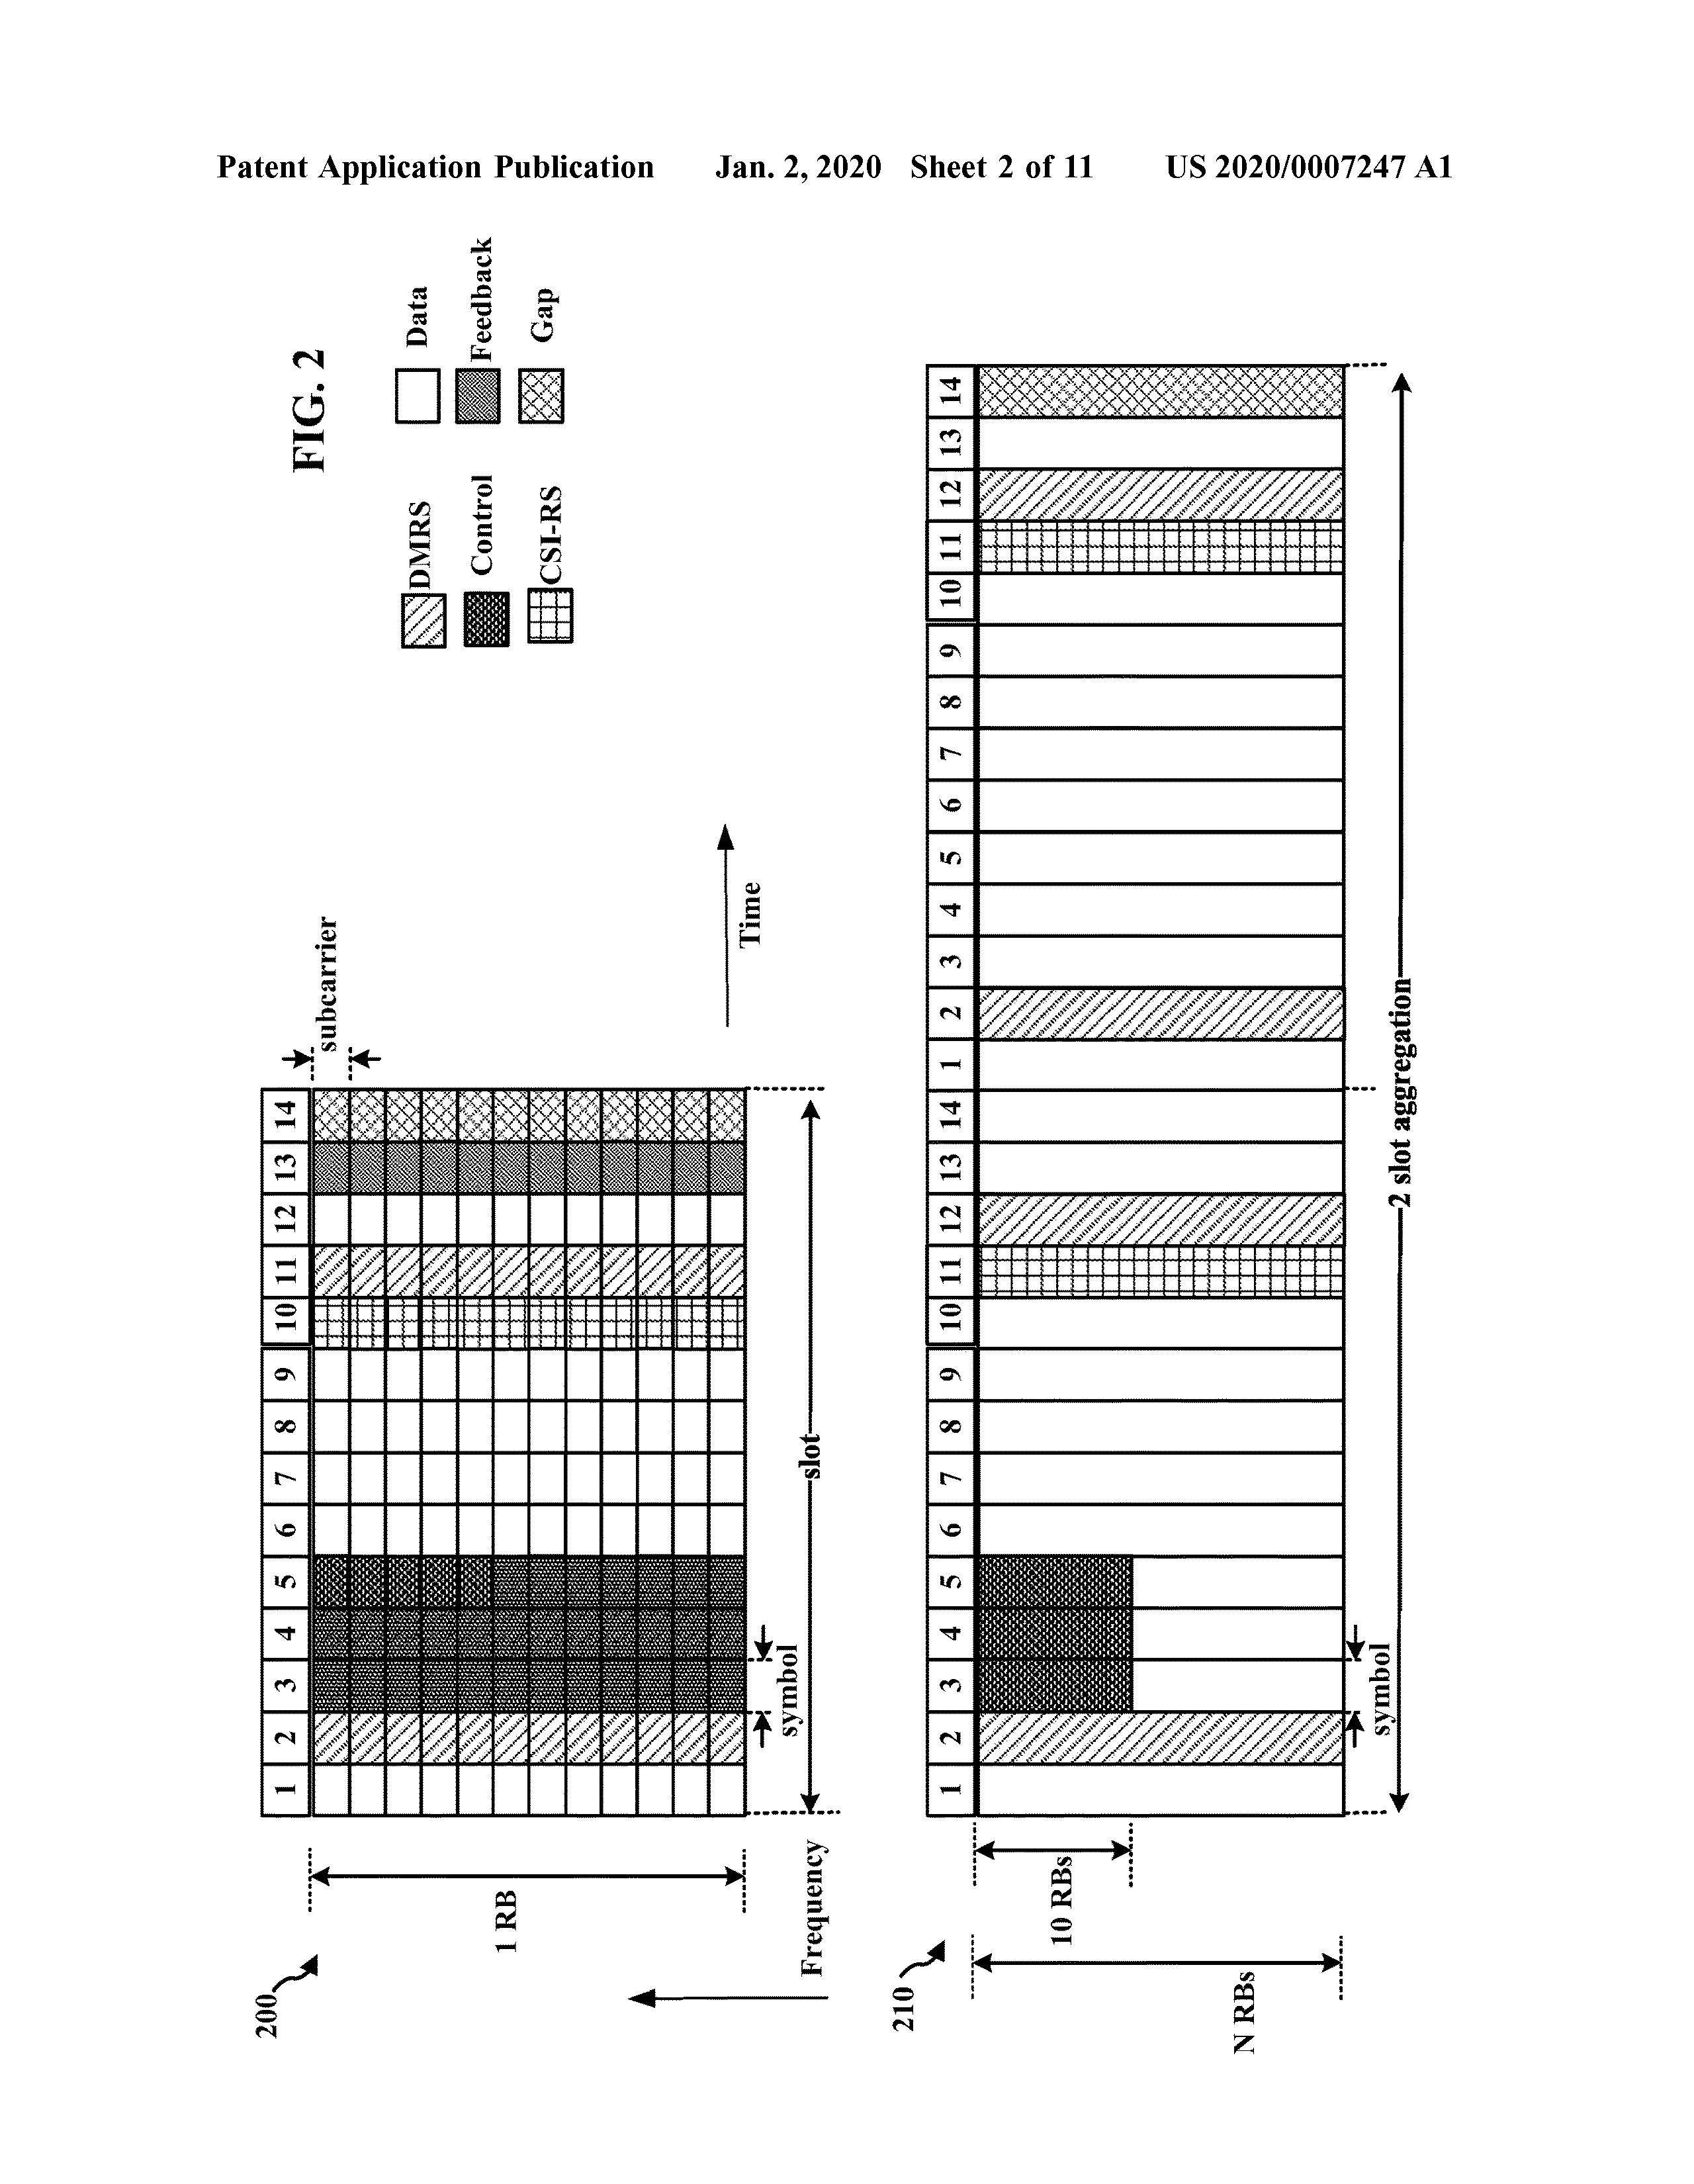 Patent Application Publication Jan. 2, 2020 Sheet 2 of 11 US 2020/0007247 A1
FIG. 2
DMRS
Data
Control
Feedback
CSI-RS
Gap
200
subcarrier
1 2 3 4 5 6 7 8 9 10 11 12 13 14
1 RB
symbol
slot
Frequency
Time
210
1 2 3 4 5 6 7 8 9 10 11 12 13 14 1 2 3 4 5 6 7 8 9 10 11 12 13 14
10 RBs
N RBs
symbol
2 slot aggregation